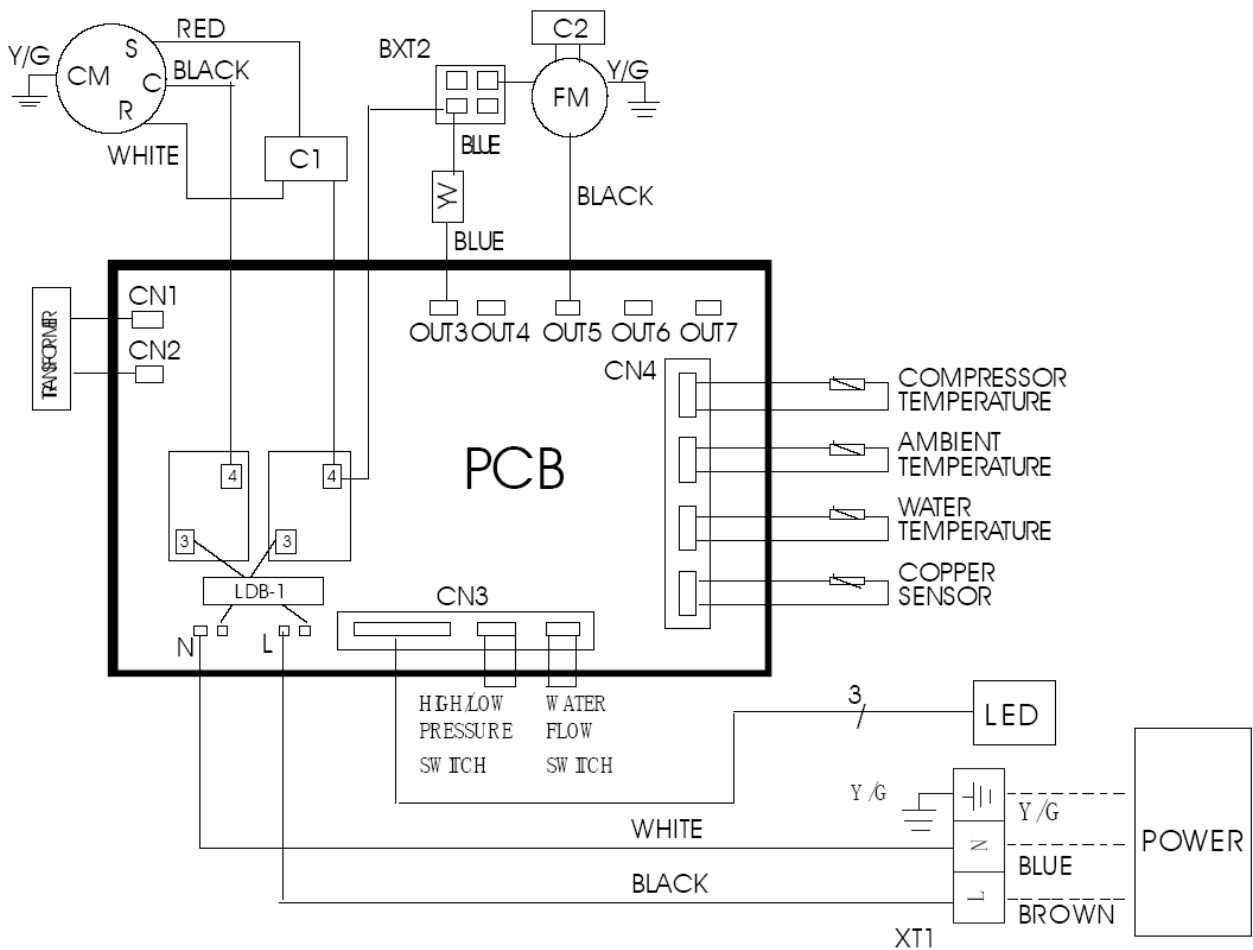 RED
C2
Y/G
S
BXT2
CM
BLACK
C
Y/G
FM
R
WHITE
C1
BLUE
YV
BLACK
BLUE
TRANSFORMER
CN1
CN2
OUT3
OUT4
OUT5
OUT6
OUT7
CN4
COMPRESSOR
TEMPERATURE
AMBIENT
TEMPERATURE
WATER
TEMPERATURE
COPPER
SENSOR
PCB
4
4
3
3
LDB-1
CN3
N
L
HIGH/LOW
PRESSURE
SWITCH
WATER
FLOW
SWITCH
3
LED
Y/G
Y/G
WHITE
N
BLUE
BLACK
L
BROWN
XT1
POWER